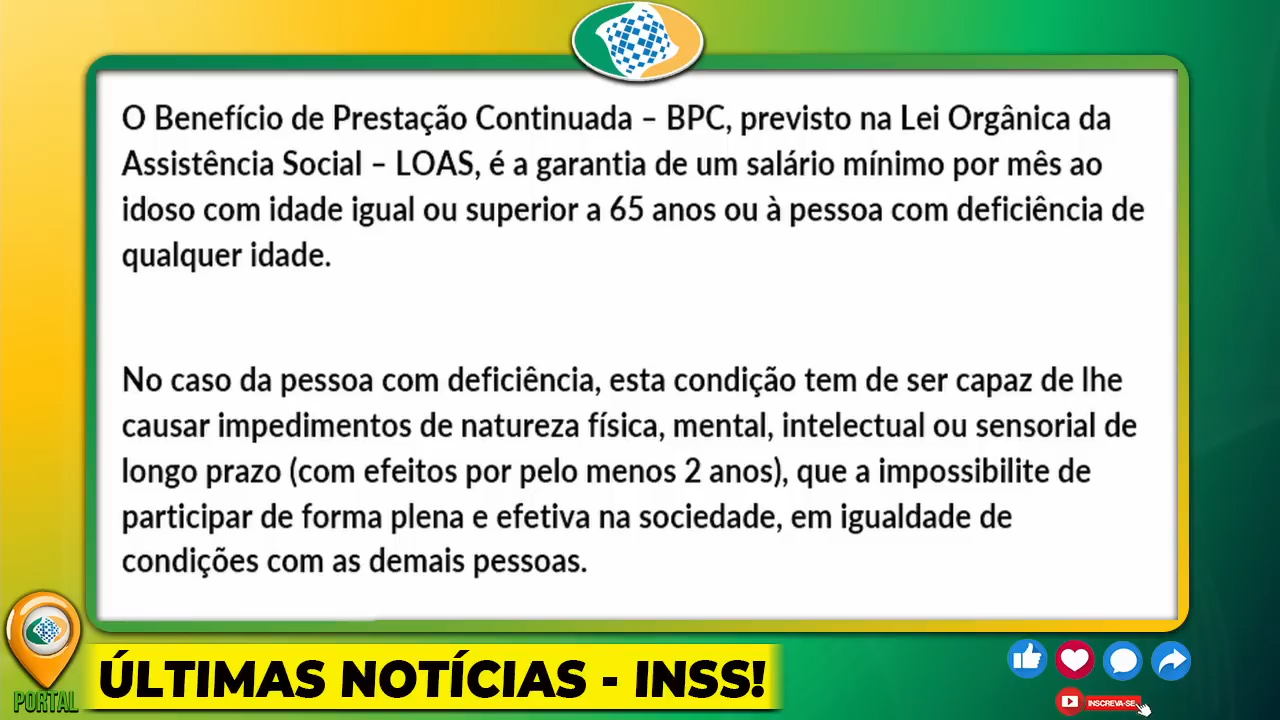 O Benefício de Prestação Continuada – BPC, previsto na Lei Orgânica da
Assistência Social – LOAS, é a garantia de um salário mínimo por mês ao
idoso com idade igual ou superior a 65 anos ou à pessoa com deficiência de
qualquer idade.
No caso da pessoa com deficiência, esta condição tem de ser capaz de lhe
causar impedimentos de natureza física, mental, intelectual ou sensorial de
longo prazo (com efeitos por pelo menos 2 anos), que a impossibilite de
participar de forma plena e efetiva na sociedade, em igualdade de
condições com as demais pessoas.
PORTAL
ÚLTIMAS NOTÍCIAS - INSS!
INSCREVA-SE